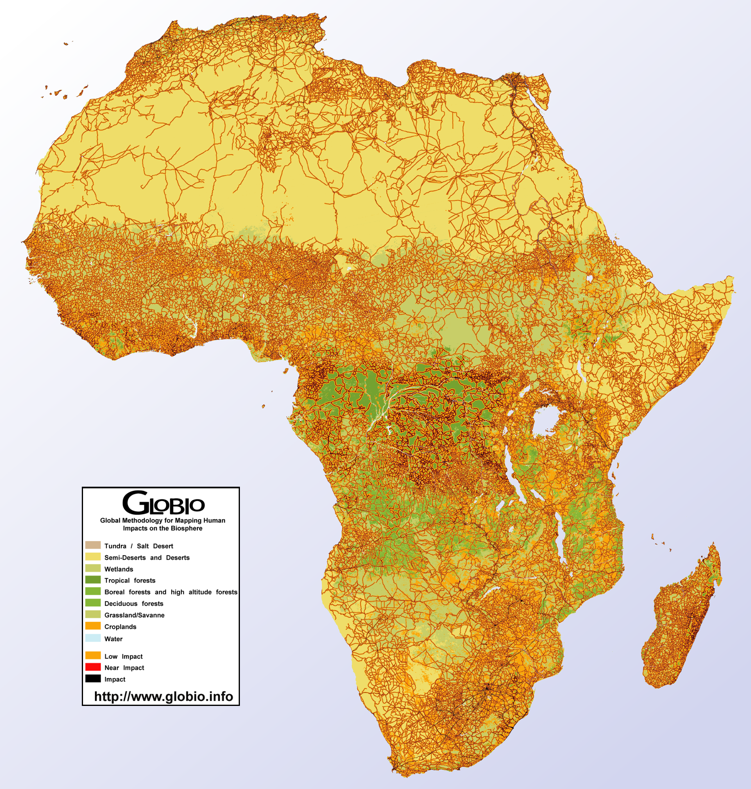 GLOBIO
Global Methodology for Mapping Human
Impacts on the Biosphere
Tundra / Salt Desert
Semi-Deserts and Deserts
Wetlands
Tropical forests
Boreal forests and high altitude forests
Deciduous forests
Grassland/Savanne
Croplands
Water
Low Impact
Near Impact
Impact
http://www.globio.info